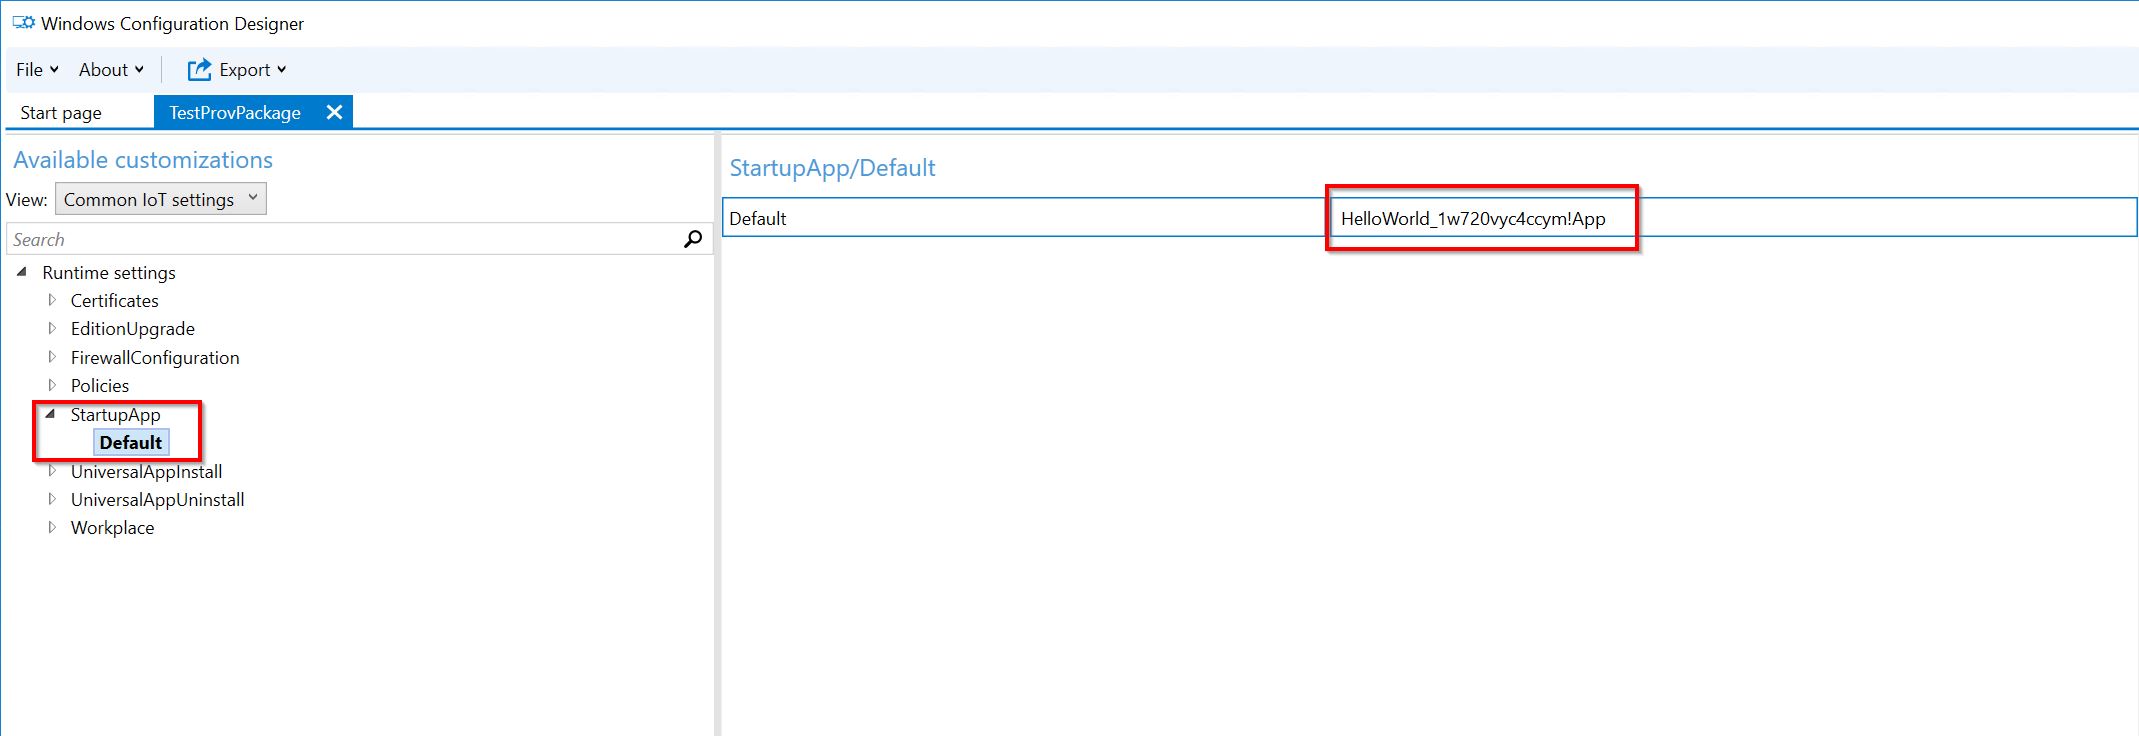 Windows Configuration Designer
File About Export
Start page TestProvPackage
Available customizations
View: Common IoT settings
Search
Runtime settings
Certificates
EditionUpgrade
FirewallConfiguration
Policies
StartupApp
Default
UniversalAppInstall
UniversalAppUninstall
Workplace
StartupApp/Default
Default HelloWorld_1w720vyc4ccym!App